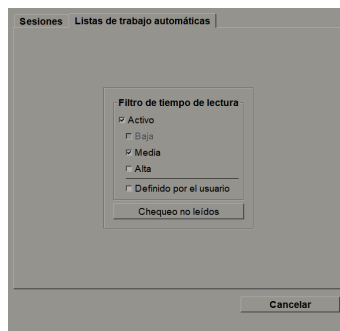 Sesiones Listas de trabajo automáticas
Filtro de tiempo de lectura
Activo
Baja
Media
Alta
Definido por el usuario
Chequeo no leídos
Cancelar